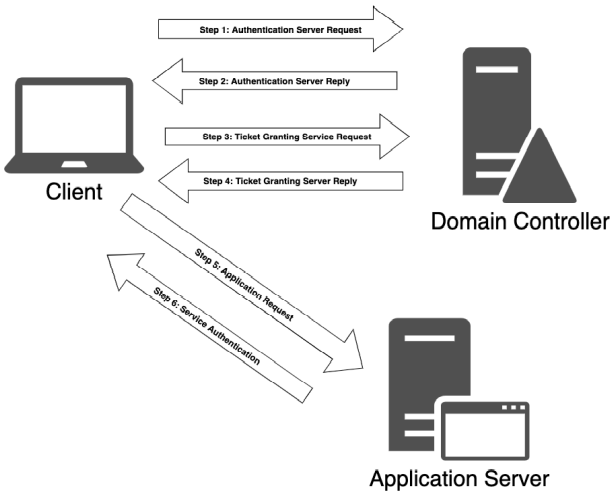 Step 1: Authentication Server Request
Step 2: Authentication Server Reply
Step 3: Ticket Granting Service Request
Step 4: Ticket Granting Server Reply
Client
Domain Controller
Step 5: Application Request
Step 6: Service Authentication
Application Server